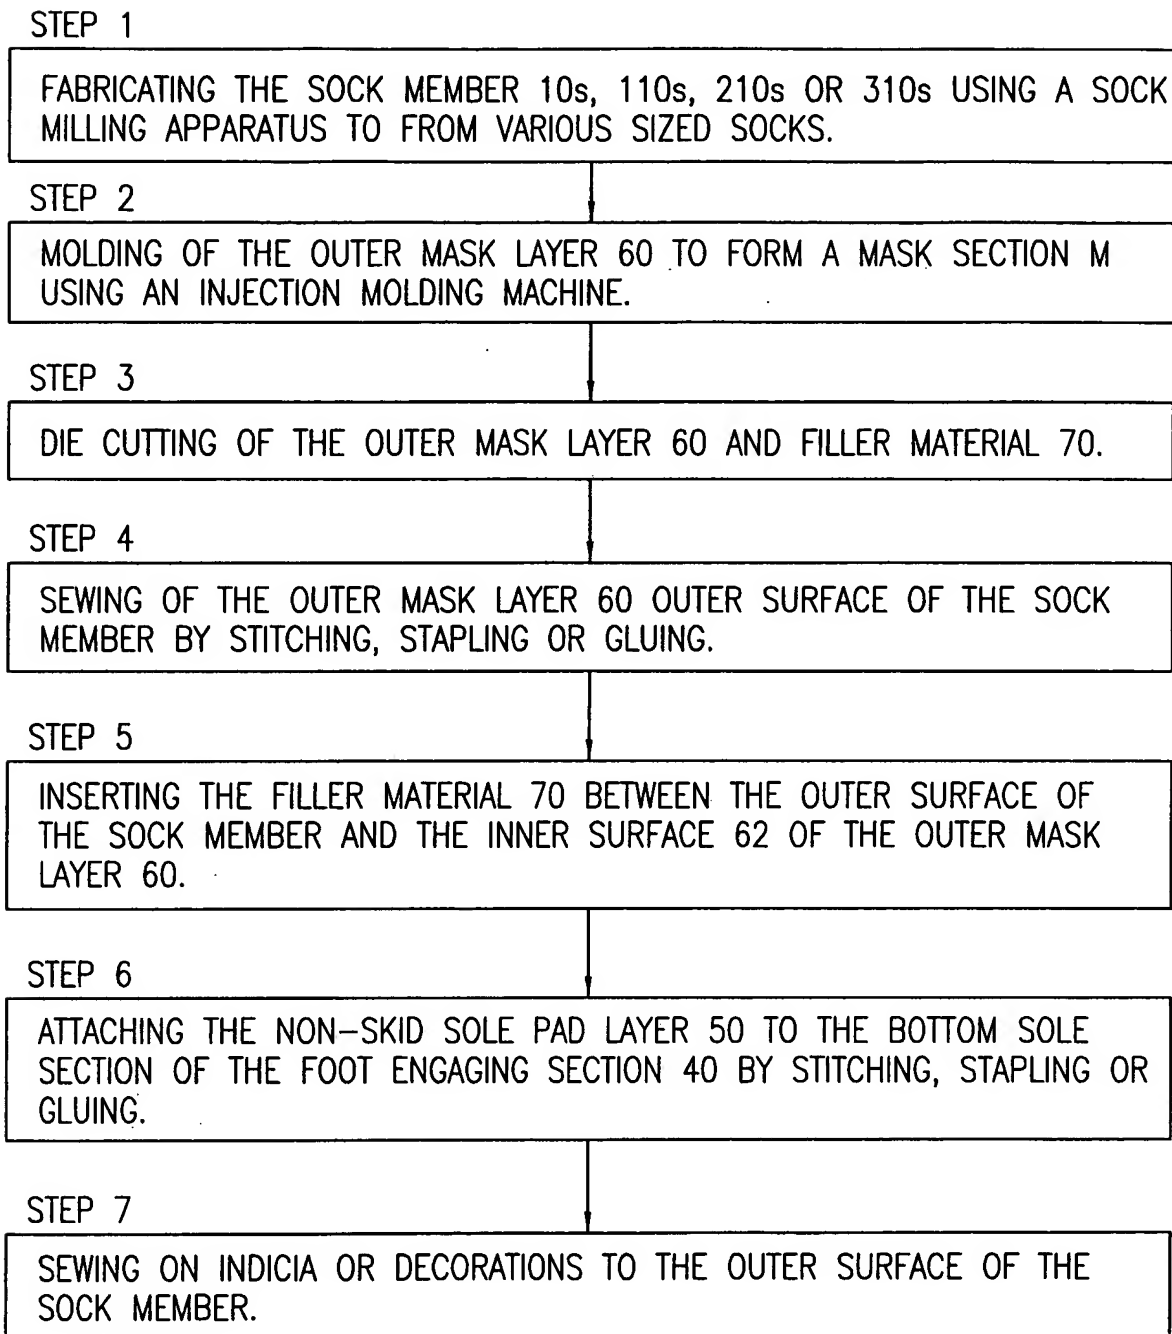 STEP 1
FABRICATING THE SOCK MEMBER 10s, 110s, 210s OR 310s USING A SOCK
MILLING APPARATUS TO FROM VARIOUS SIZED SOCKS.
STEP 2
MOLDING OF THE OUTER MASK LAYER 60 TO FORM A MASK SECTION M
USING AN INJECTION MOLDING MACHINE.
STEP 3
DIE CUTTING OF THE OUTER MASK LAYER 60 AND FILLER MATERIAL 70.
STEP 4
SEWING OF THE OUTER MASK LAYER 60 OUTER SURFACE OF THE SOCK
MEMBER BY STITCHING, STAPLING OR GLUING.
STEP 5
INSERTING THE FILLER MATERIAL 70 BETWEEN THE OUTER SURFACE OF
THE SOCK MEMBER AND THE INNER SURFACE 62 OF THE OUTER MASK
LAYER 60.
STEP 6
ATTACHING THE NON-SKID SOLE PAD LAYER 50 TO THE BOTTOM SOLE
SECTION OF THE FOOT ENGAGING SECTION 40 BY STITCHING, STAPLING OR
GLUING.
STEP 7
SEWING ON INDICIA OR DECORATIONS TO THE OUTER SURFACE OF THE
SOCK MEMBER.